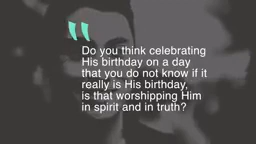 Do you think celebrating
His birthday on a day
that you do not know if it
really is His birthday,
is that worshipping Him
in spirit and in truth?